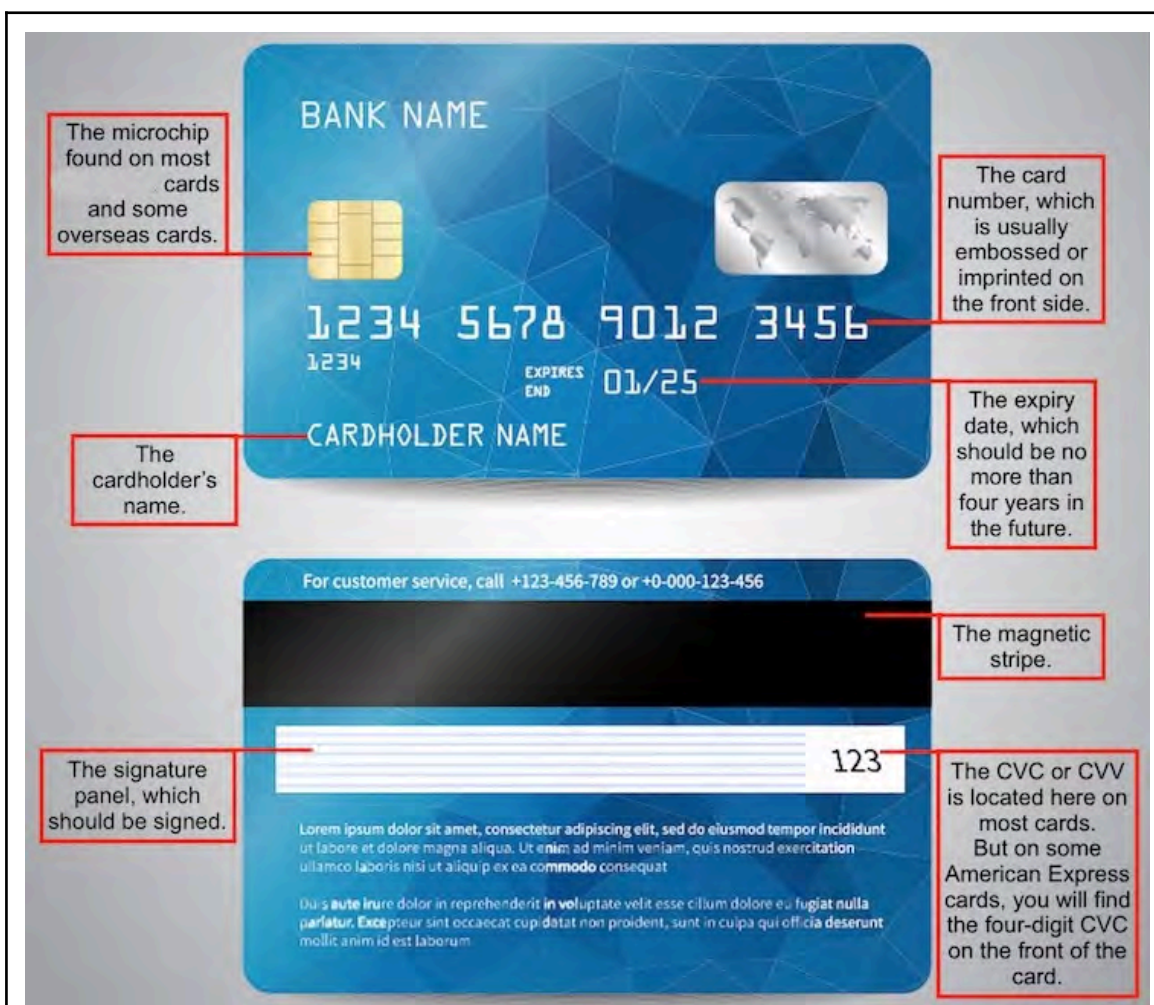 BANK NAME
The microchip
found on most
cards
and some
overseas cards.
The card
number, which
is usually
embossed or
imprinted on
the front side.
1234 5678 9012 3456
1234
EXPIRES
END
01/25
The expiry
date, which
should be no
more than
four years in
the future.
CARDHOLDER NAME
The
cardholder's
name.
For customer service, call +123-456-789 or +0-000-123-456
The magnetic
stripe.
The signature
panel, which
should be signed.
123
The CVC or CVV
is located here on
most cards.
But on some
American Express
cards, you will find
the four-digit CVC
on the front of the
card.
Lorem ipsum dolor sit amet, consectetur adipiscing elit, sed do eiusmod tempor incididunt
ut labore et dolore magna aliqua. Ut enim ad minim veniam, quis nostrud exercitation
ullamco laboris nisi ut aliquip ex ea commodo consequat
Duis aute irure dolor in reprehenderit in voluptate velit esse cillum dolore eu fugiat nulla
pariatur. Excepteur sint occaecat cupidatat non proident, sunt in culpa qui officia deserunt
mollit anim id est laborum